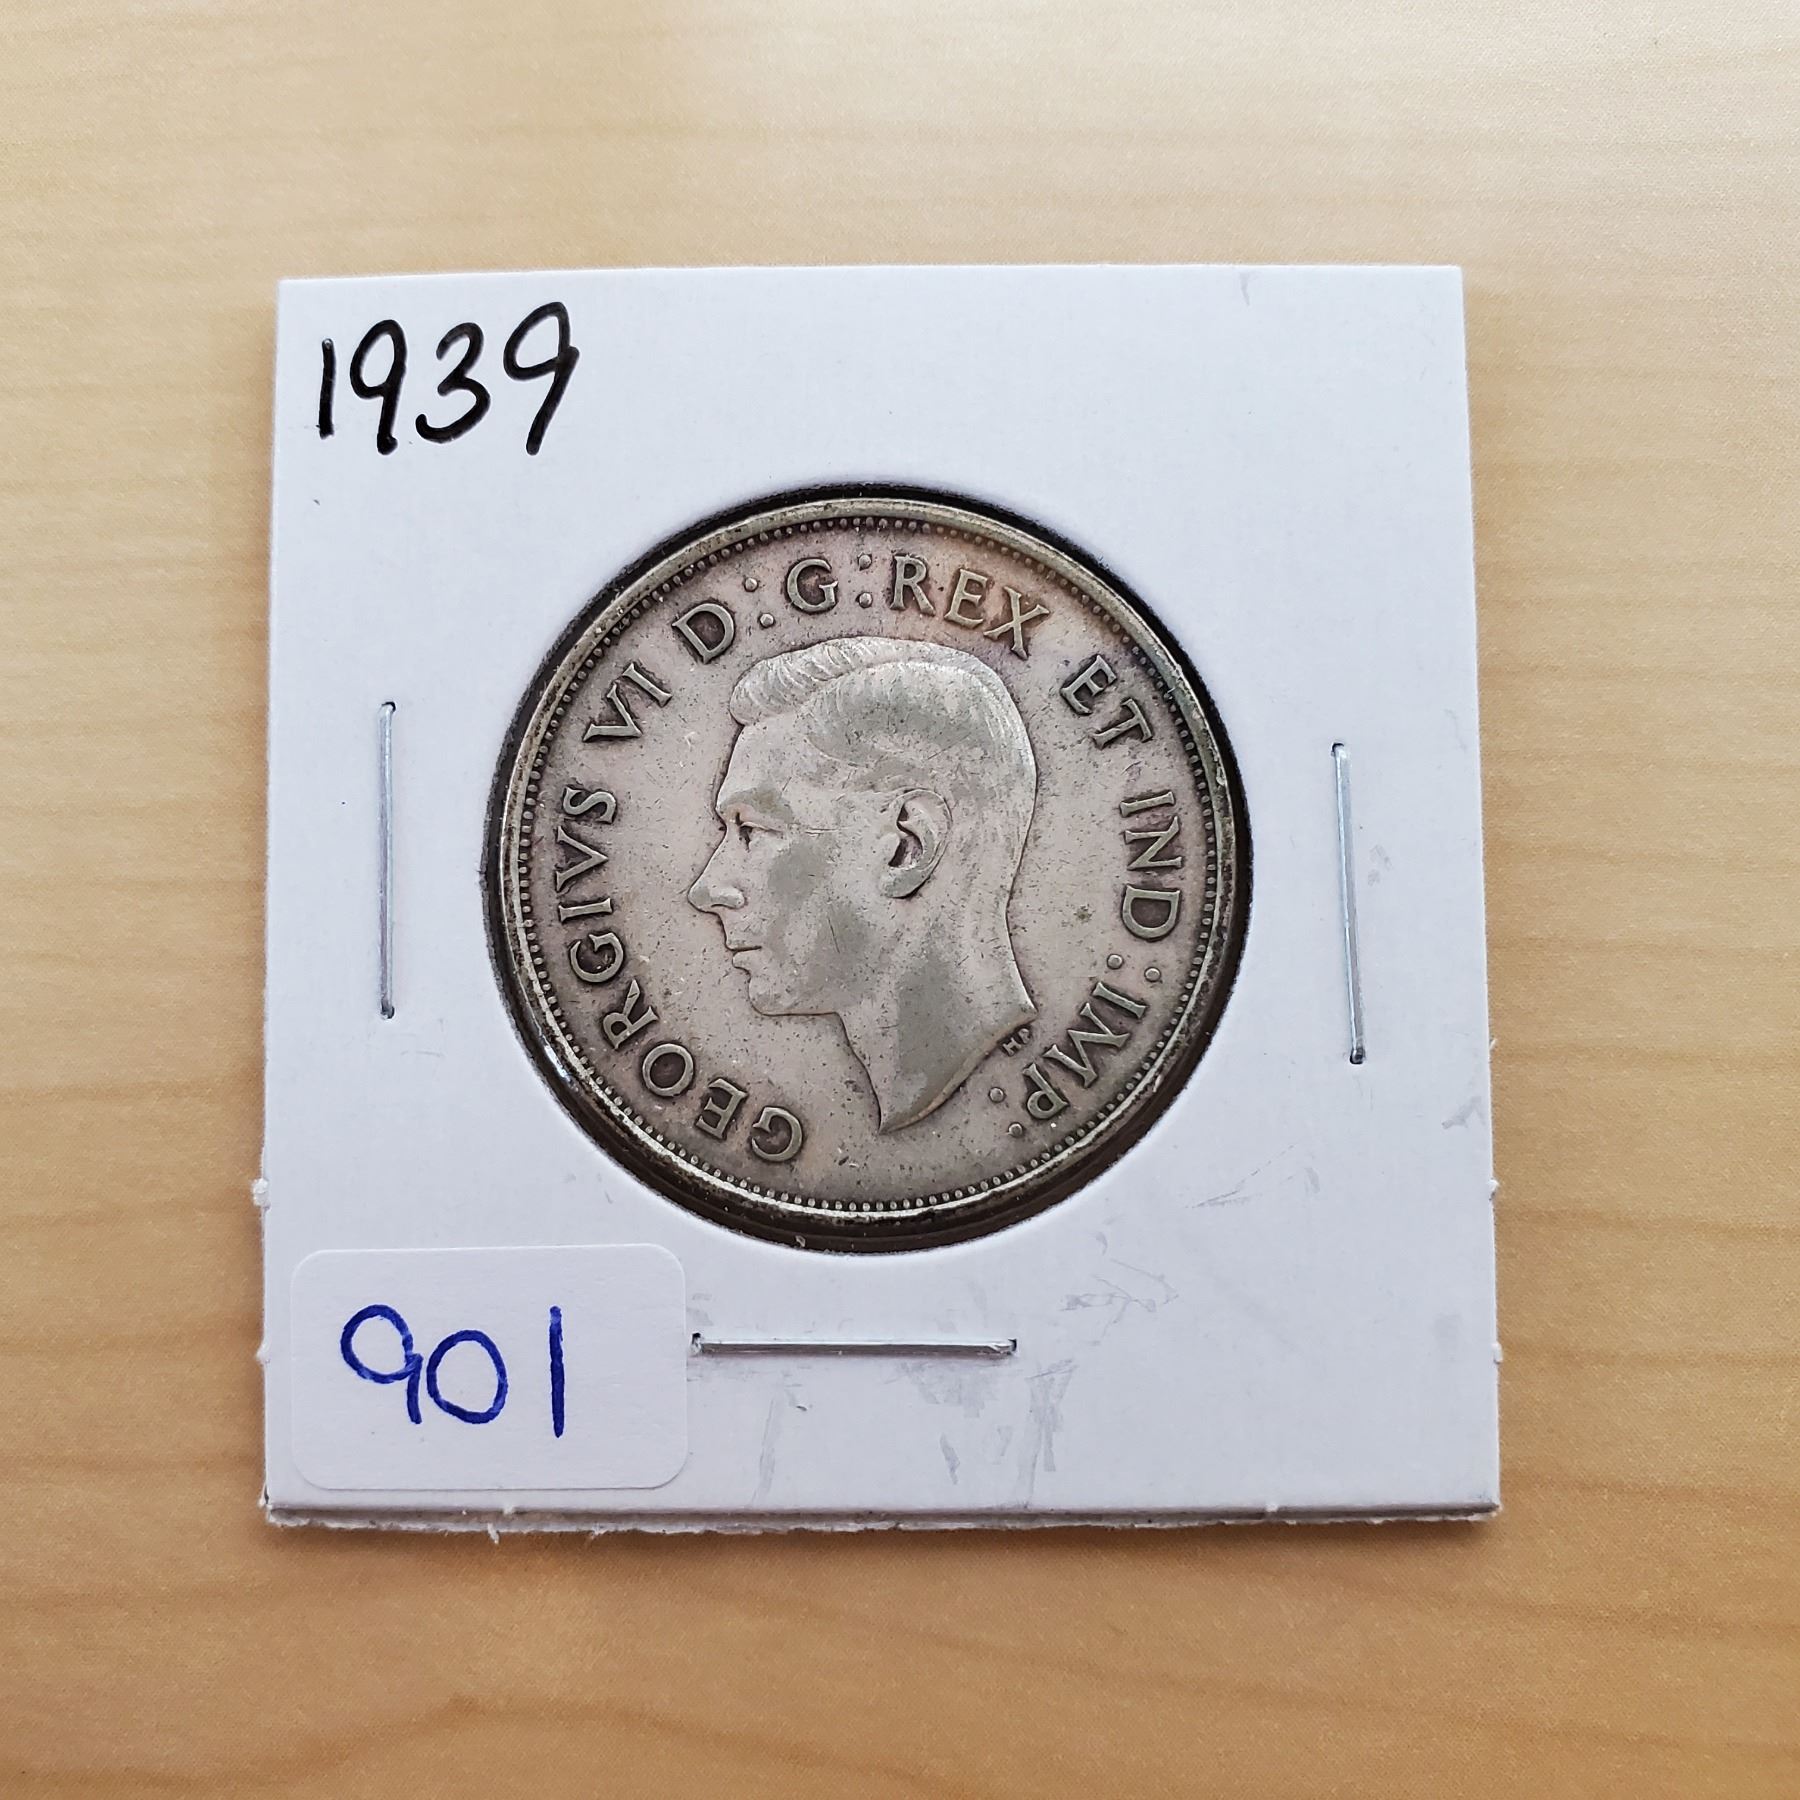 1939
GEORGIVS VI D:G:REX ET IND:IMP:
HP
901